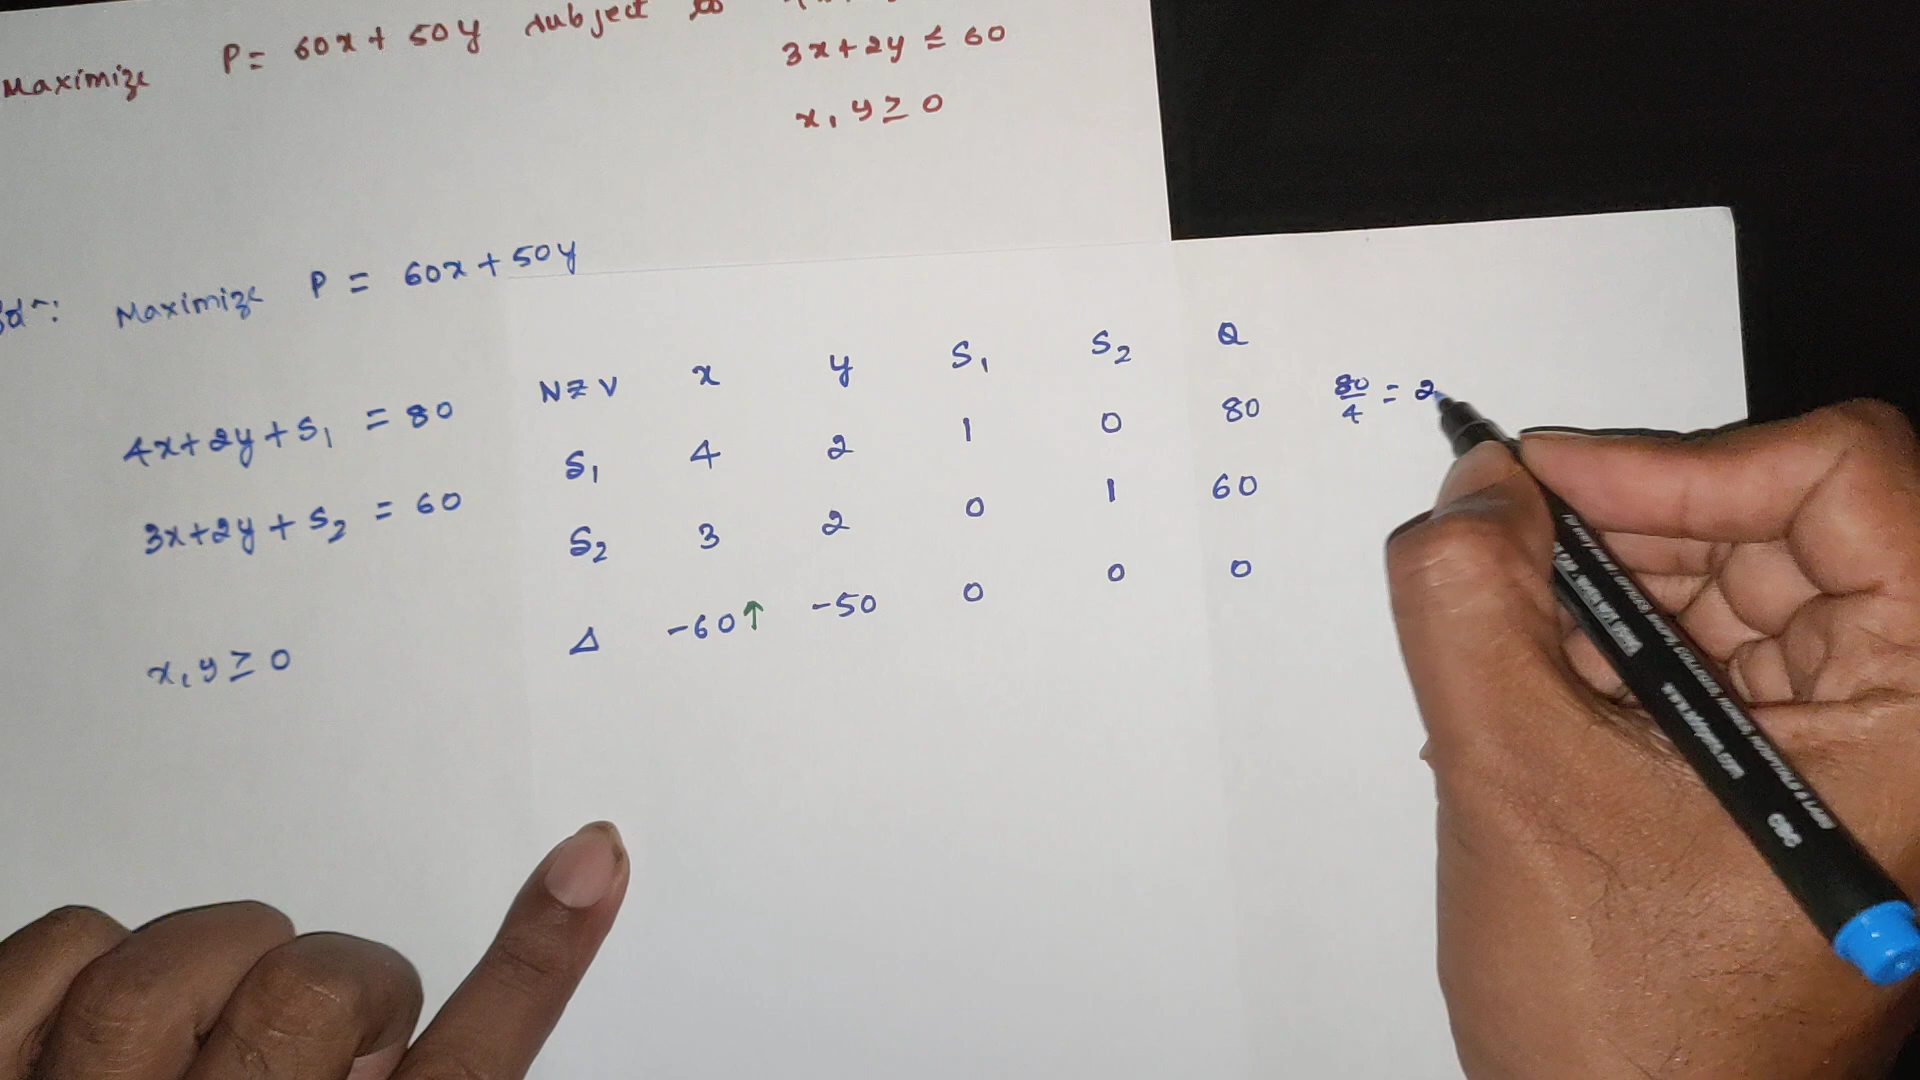 Maximize P = 60x + 50y subject to
3x + 2y ≤ 60
x, y ≥ 0
Maximize P = 60x + 50y
4x + 2y + S₁ = 80
3x + 2y + S₂ = 60
x, y ≥ 0
NZV x y S₁ S₂ Q
S₁ 4 2 1 0 80 80/4 = 2
S₂ 3 2 0 1 60
Δ -60↑ -50 0 0 0